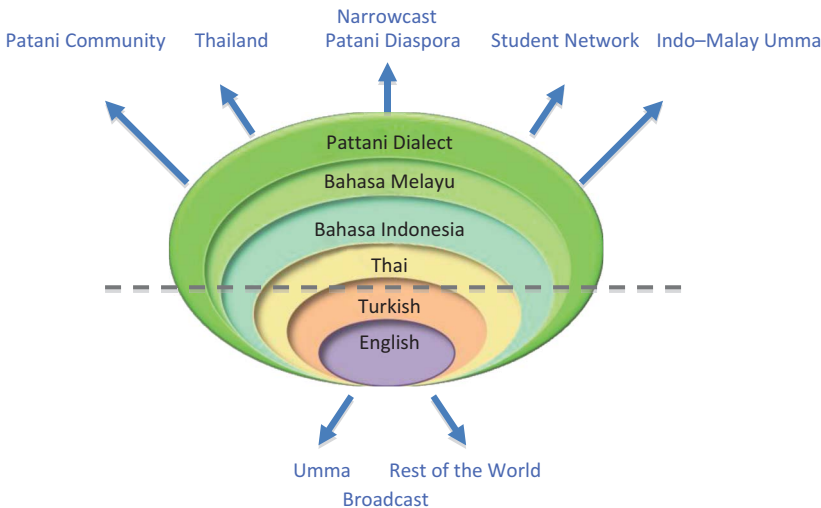 Narrowcast
Patani Community Thailand Patani Diaspora Student Network Indo–Malay Umma
Pattani Dialect
Bahasa Melayu
Bahasa Indonesia
Thai
Turkish
English
Umma Rest of the World
Broadcast